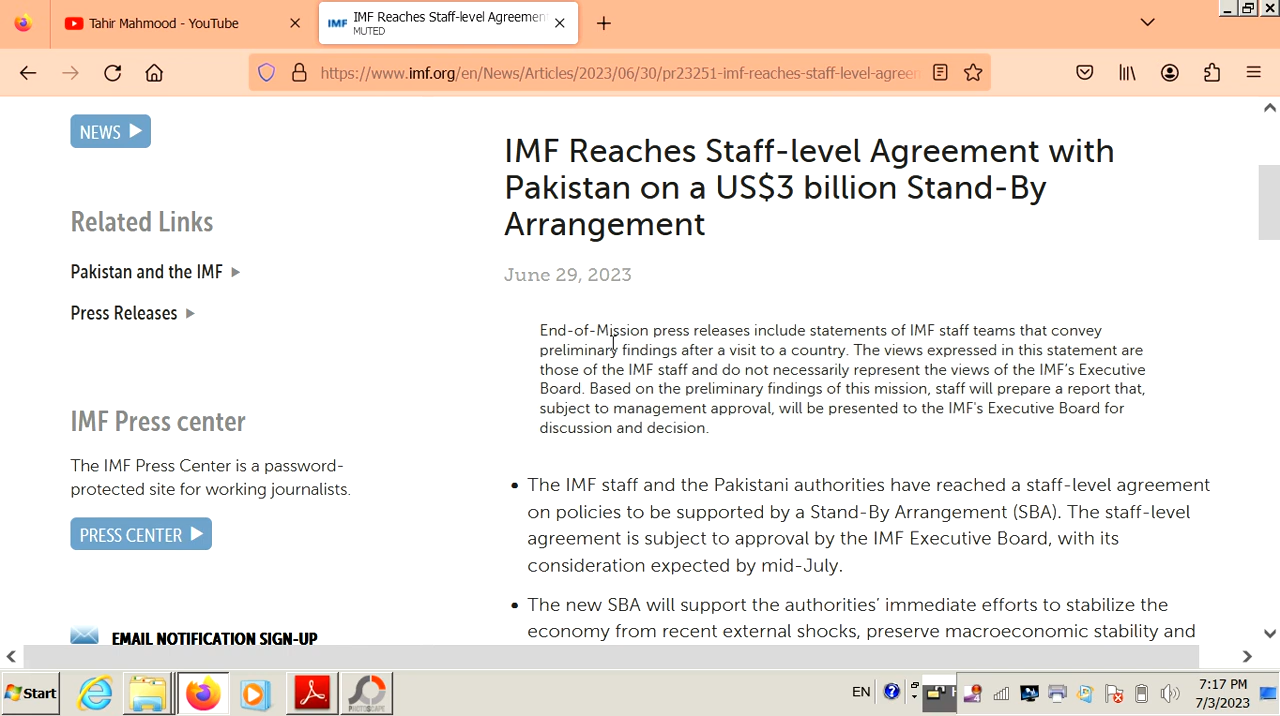 Tahir Mahmood - YouTube
IMF IMF Reaches Staff-level Agreement
MUTED
https://www.imf.org/en/News/Articles/2023/06/30/pr23251-imf-reaches-staff-level-agreen
NEWS
IMF Reaches Staff-level Agreement with
Pakistan on a US$3 billion Stand-By
Arrangement
June 29, 2023
Related Links
Pakistan and the IMF
Press Releases
End-of-Mission press releases include statements of IMF staff teams that convey
preliminary findings after a visit to a country. The views expressed in this statement are
those of the IMF staff and do not necessarily represent the views of the IMF's Executive
Board. Based on the preliminary findings of this mission, staff will prepare a report that,
subject to management approval, will be presented to the IMF's Executive Board for
discussion and decision.
IMF Press center
The IMF Press Center is a password-
protected site for working journalists.
PRESS CENTER
• The IMF staff and the Pakistani authorities have reached a staff-level agreement
on policies to be supported by a Stand-By Arrangement (SBA). The staff-level
agreement is subject to approval by the IMF Executive Board, with its
consideration expected by mid-July.
• The new SBA will support the authorities' immediate efforts to stabilize the
economy from recent external shocks, preserve macroeconomic stability and
EMAIL NOTIFICATION SIGN-UP
Start
PHOTOSCAPE
EN
7:17 PM
7/3/2023